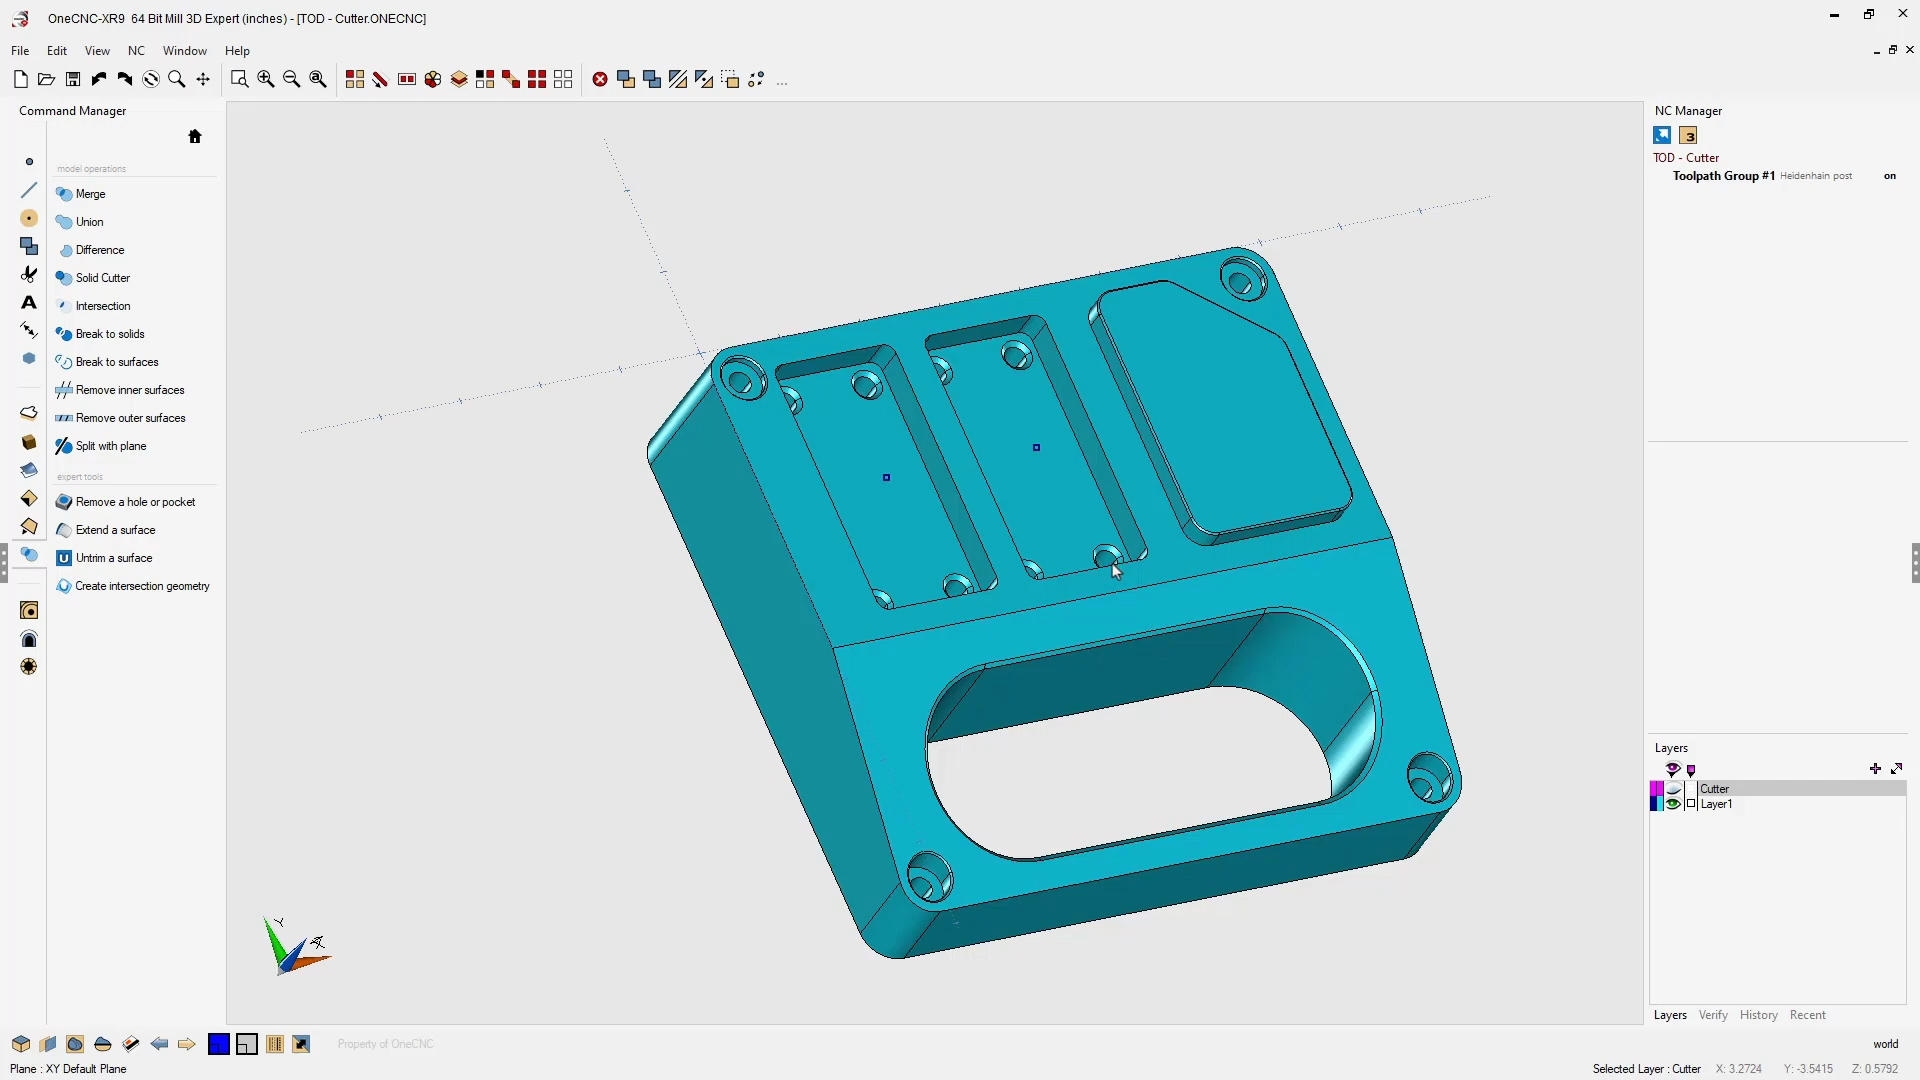 OneCNC-XR9 64 Bit Mill 3D Expert (inches) - [TOD - Cutter.ONECNC]
File Edit View NC Window Help
Command Manager
model operations
Merge
Union
Difference
Solid Cutter
Intersection
Break to solids
Break to surfaces
Remove inner surfaces
Remove outer surfaces
Split with plane
expert tools
Remove a hole or pocket
Extend a surface
Untrim a surface
Create intersection geometry
NC Manager
3
TOD - Cutter
Toolpath Group #1 Heidenhain post on
Layers
Cutter
Layer1
Layers Verify History Recent
Property of OneCNC
world
Plane : XY Default Plane
Selected Layer : Cutter X: 3.2724 Y: -3.5415 Z: 0.5792